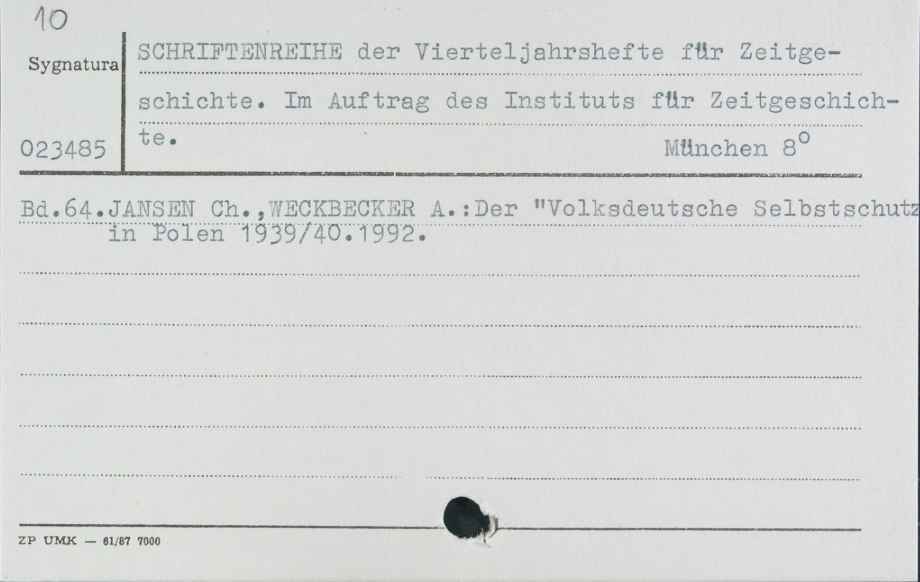 10
Sygnatura
SCHRIFTENREIHE der Vierteljahrshefte für Zeitge-
schichte. Im Auftrag des Instituts für Zeitgeschich-
te.
023485
München 8⁰
Bd.64.JANSEN Ch.,WECKBECKER A.:Der "Volksdeutsche Selbstschutz
in Polen 1939/40.1992.
ZP UMK — 61/87 7000